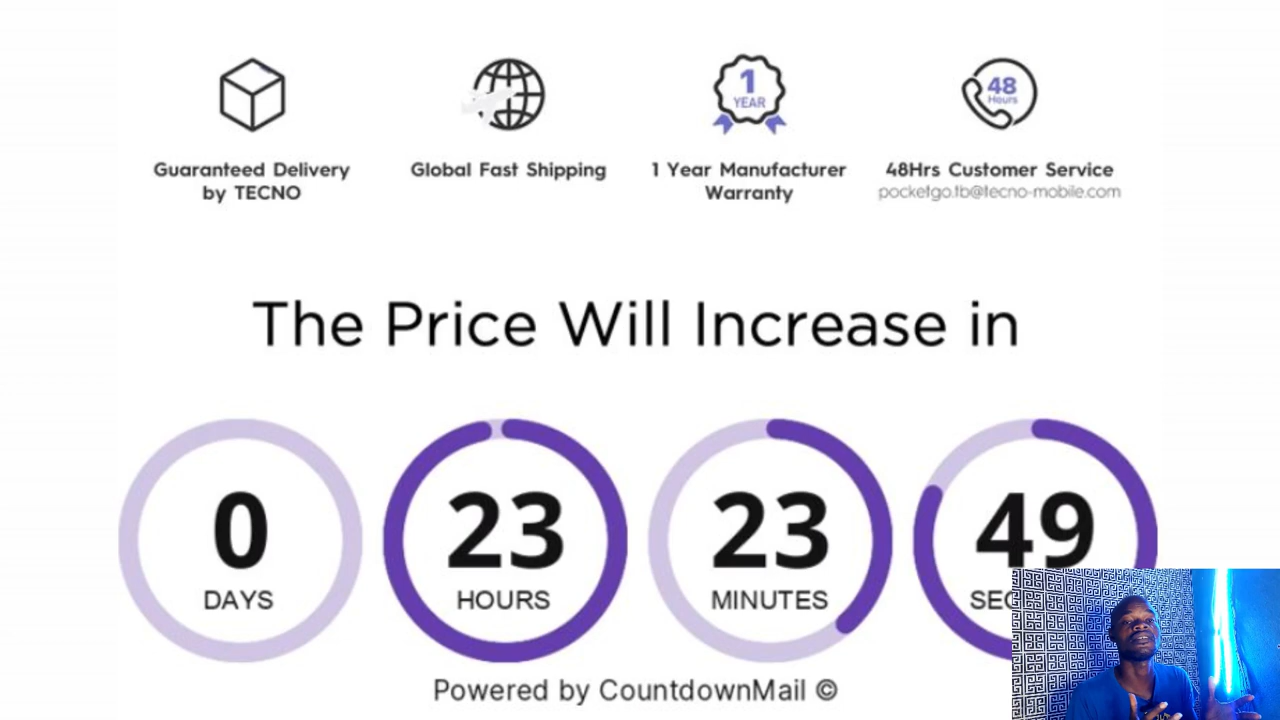 1
YEAR
48
Hours
Guaranteed Delivery
by TECNO
Global Fast Shipping
1 Year Manufacturer
Warranty
48Hrs Customer Service
pocketgo.tb@tecno-mobile.com
The Price Will Increase in
0
DAYS
23
HOURS
23
MINUTES
49
SEC
Powered by CountdownMail ©